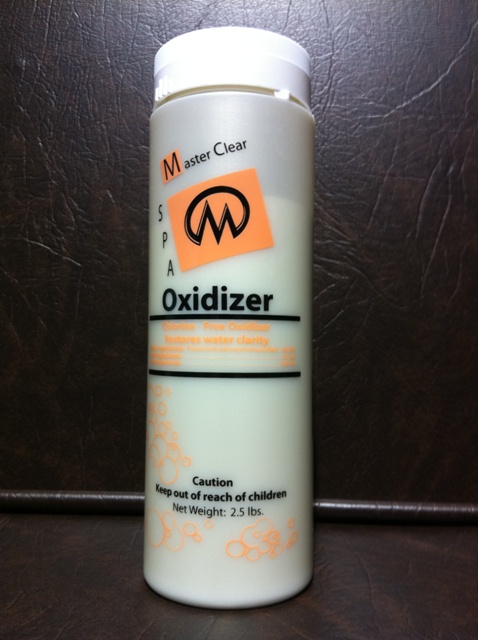 Master Clear
M
SPA
Oxidizer
Chlorine - Free Oxidizer
Restores water clarity
Caution
Keep out of reach of children
Net Weight: 2.5 lbs.